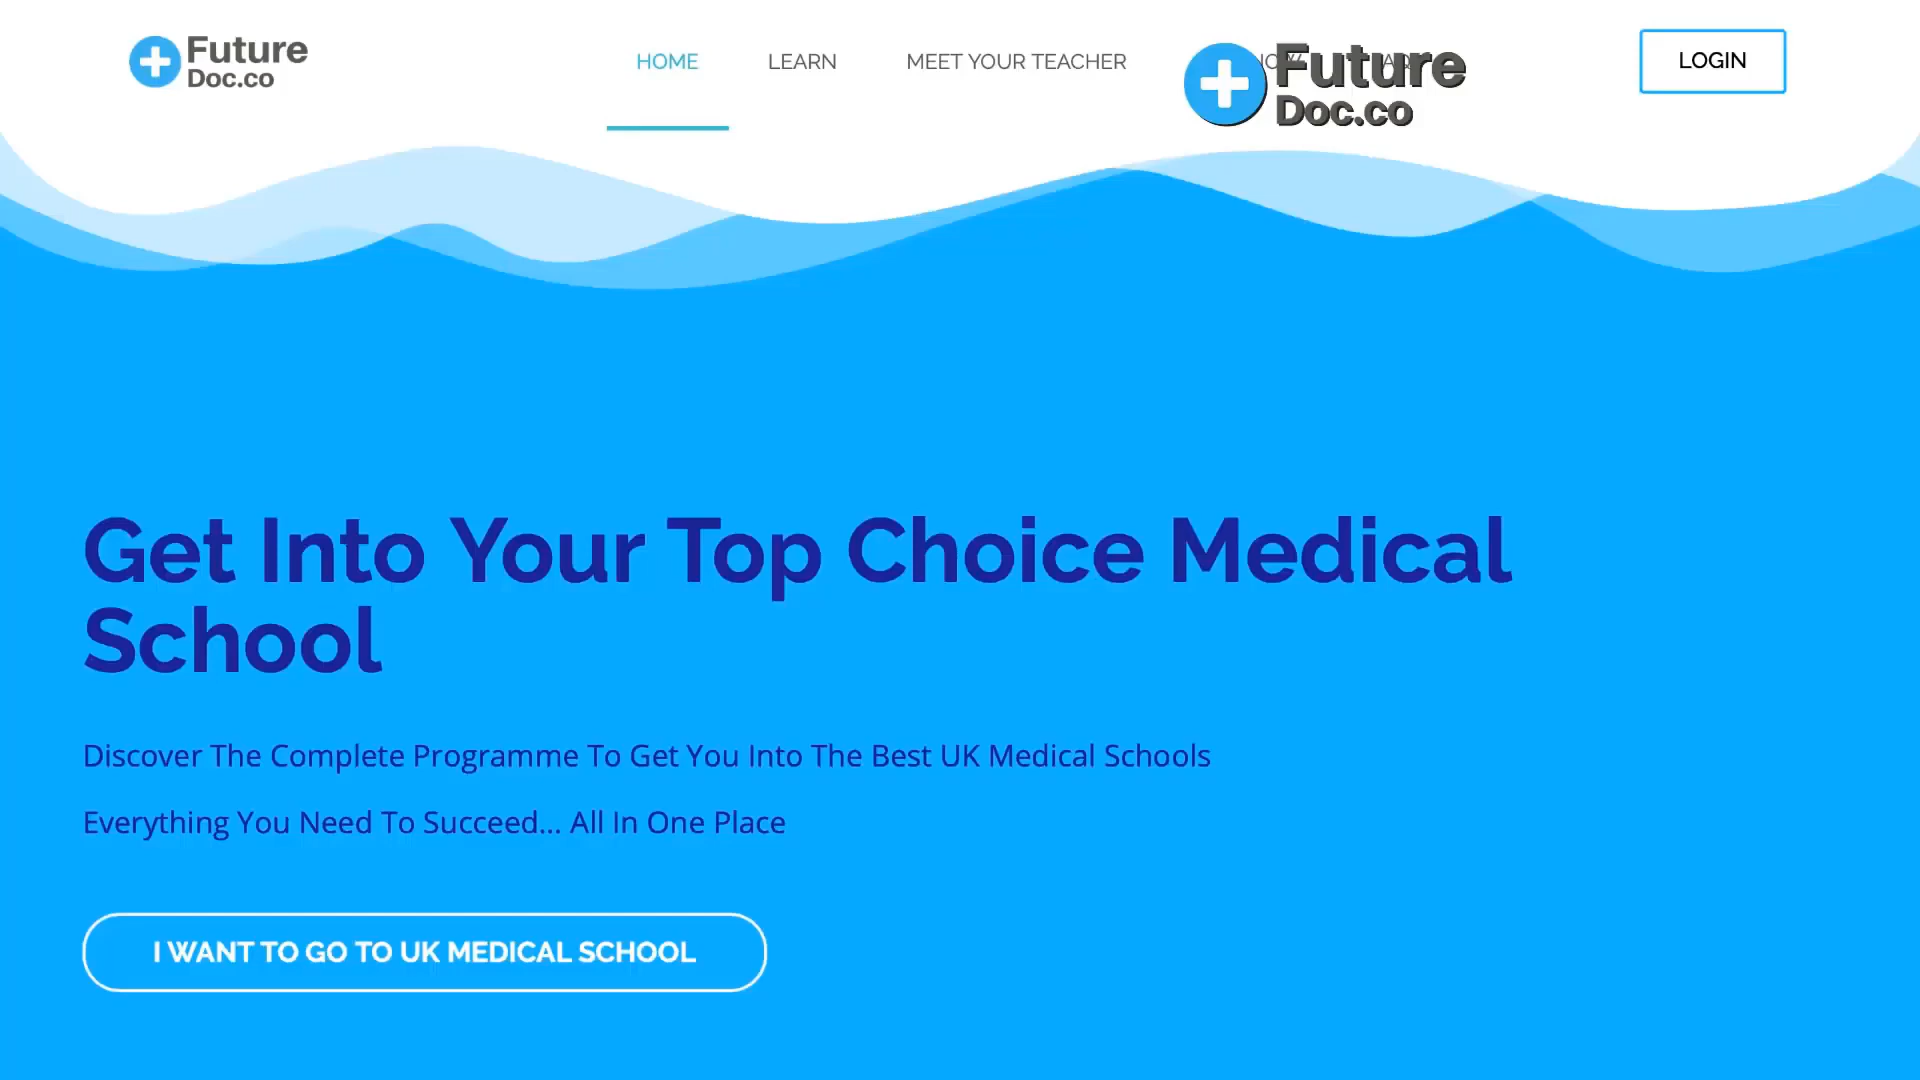 Future
Doc.co
HOME
LEARN
MEET YOUR TEACHER
Future
Doc.co
LOGIN
Get Into Your Top Choice Medical
School
Discover The Complete Programme To Get You Into The Best UK Medical Schools
Everything You Need To Succeed... All In One Place
I WANT TO GO TO UK MEDICAL SCHOOL